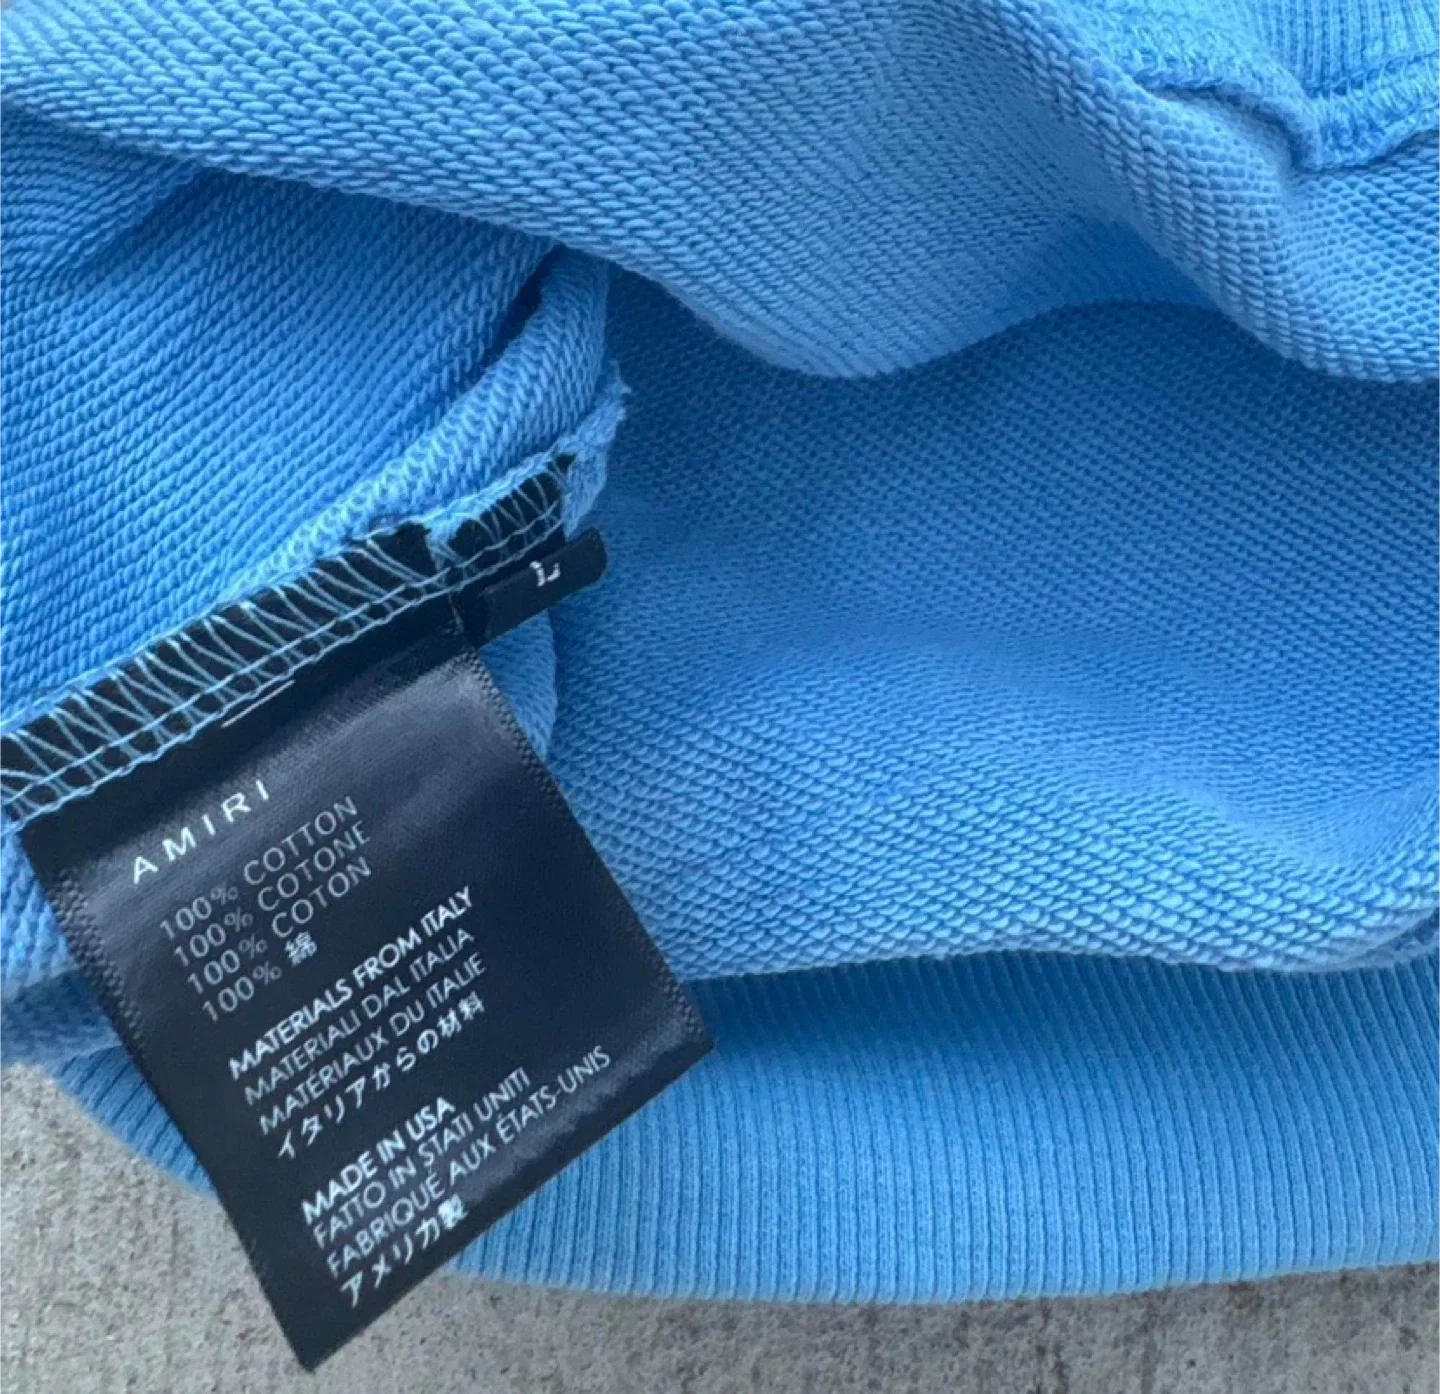 L
AMIRI
100% COTTON
100% COTONE
100% COTON
100% 綿
MATERIALS FROM ITALY
MATERIALI DAL ITALIA
MATÉRIAUX DU ITALIE
イタリアからの材料
MADE IN USA
FATTO IN STATI UNITI
FABRIQUÉ AUX ÉTATS-UNIS
アメリカ製